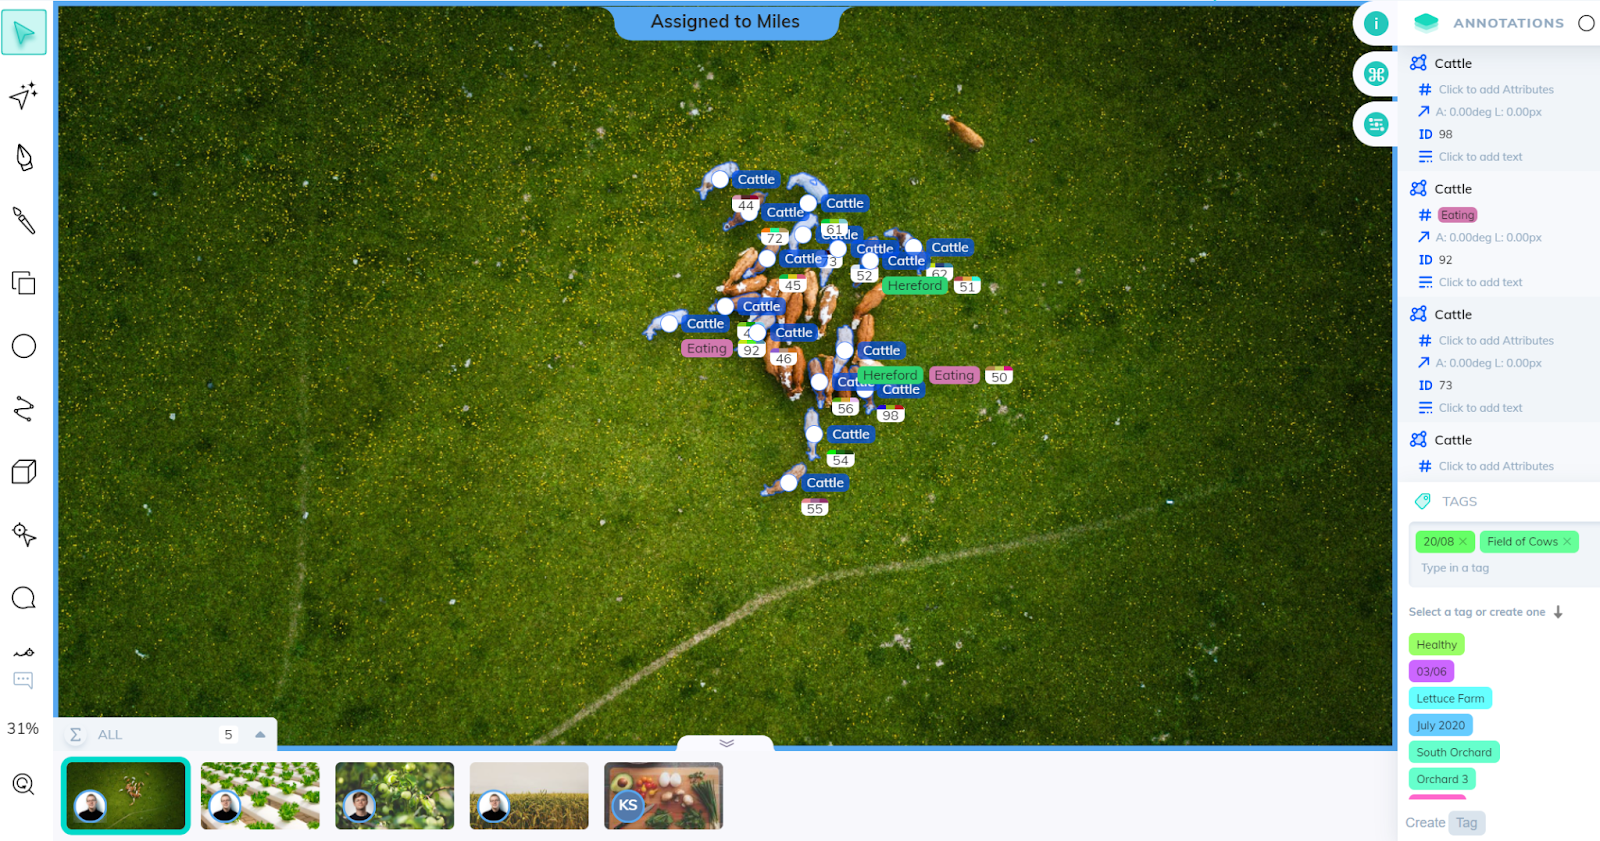 Assigned to Miles
Cattle
44
Cattle
Cattle
61
72
Cattle
Cattle
Cattle
Cattle
Cattle
52
62
45
Hereford
51
Cattle
Cattle
Cattle
Eating
92
46
Cattle
Hereford
Eating
50
Cattle
56
98
Cattle
54
Cattle
55
31%
ALL
5
KS
i
ANNOTATIONS
Cattle
Click to add Attributes
A: 0.00deg L: 0.00px
ID 98
Click to add text
Cattle
Eating
A: 0.00deg L: 0.00px
ID 92
Click to add text
Cattle
Click to add Attributes
A: 0.00deg L: 0.00px
ID 73
Click to add text
Cattle
Click to add Attributes
TAGS
20/08 Field of Cows
Type in a tag
Select a tag or create one
Healthy
03/06
Lettuce Farm
July 2020
South Orchard
Orchard 3
Create Tag